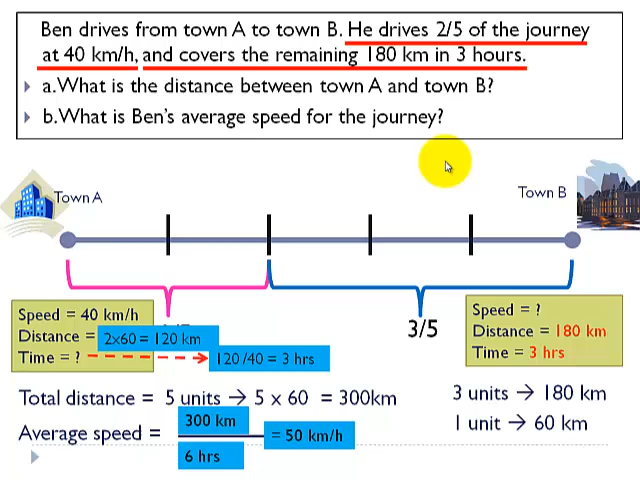 Ben drives from town A to town B. He drives 2/5 of the journey
at 40 km/h, and covers the remaining 180 km in 3 hours.
a. What is the distance between town A and town B?
b. What is Ben's average speed for the journey?
Town A
Town B
Speed = 40 km/h
Distance = 2x60 = 120 km
Time = ? 120 /40 = 3 hrs
3/5
Speed = ?
Distance = 180 km
Time = 3 hrs
Total distance = 5 units → 5 x 60 = 300km
Average speed = 300 km
6 hrs
= 50 km/h
3 units → 180 km
1 unit → 60 km